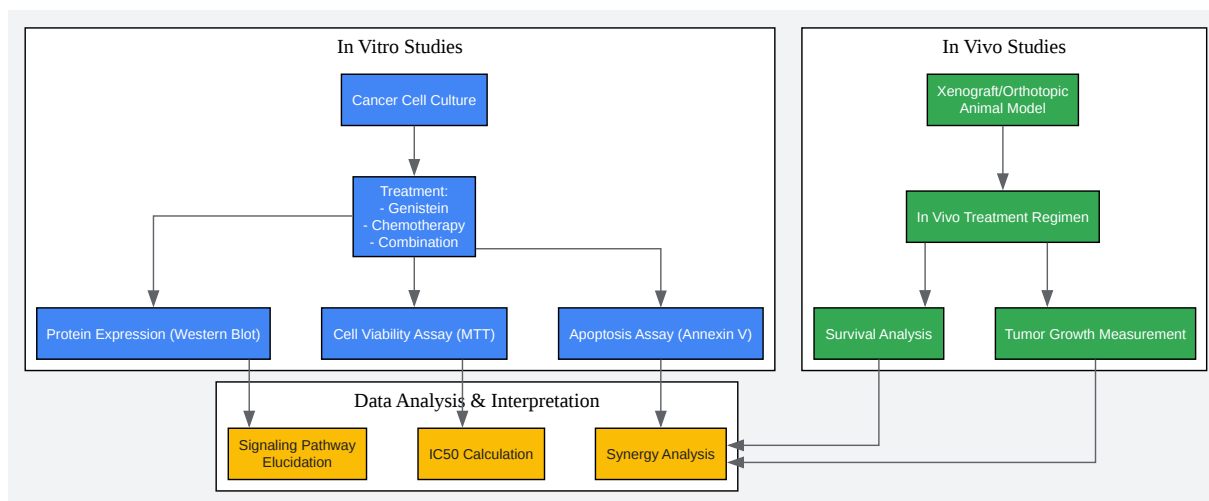 In Vitro Studies
Cancer Cell Culture
Treatment:
- Genistein
- Chemotherapy
- Combination
Protein Expression (Western Blot)
Cell Viability Assay (MTT)
Apoptosis Assay (Annexin V)
In Vivo Studies
Xenograft/Orthotopic
Animal Model
In Vivo Treatment Regimen
Survival Analysis
Tumor Growth Measurement
Data Analysis & Interpretation
Signaling Pathway
Elucidation
IC50 Calculation
Synergy Analysis